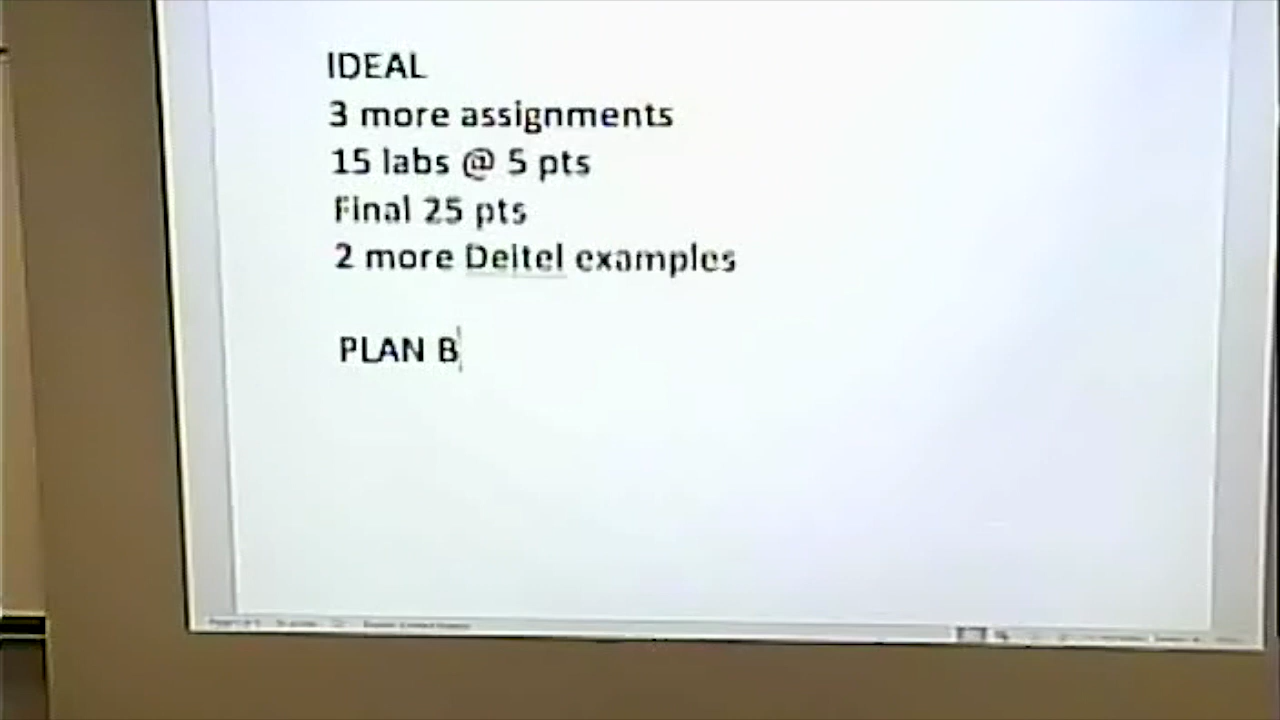 IDEAL
3 more assignments
15 labs @ 5 pts
Final 25 pts
2 more Deitel examples
PLAN B